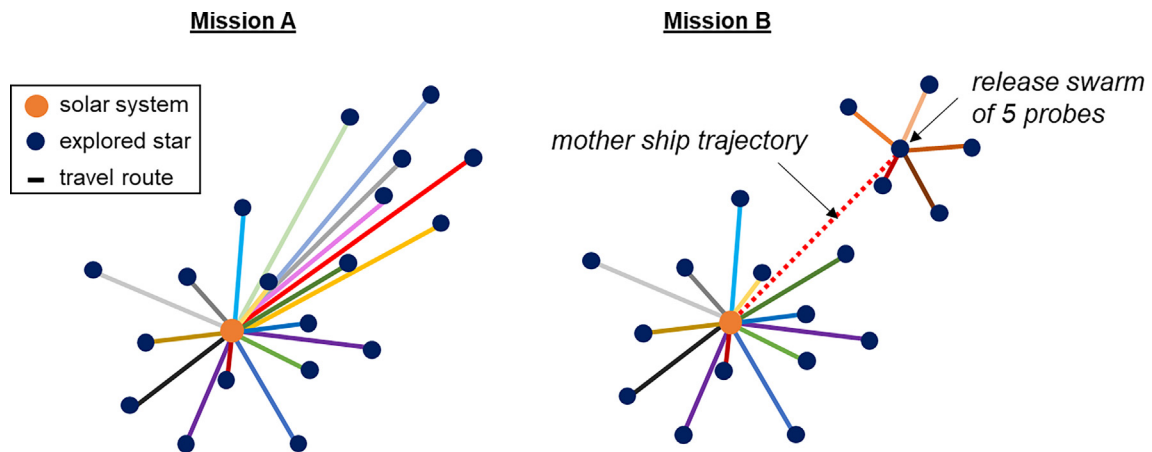 Mission A
Mission B
solar system
explored star
travel route
mother ship trajectory
release swarm
of 5 probes